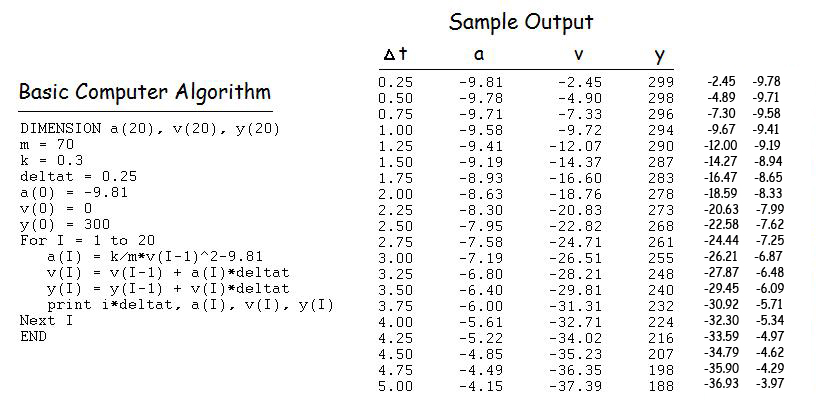 Sample Output
Δt a v y
Basic Computer Algorithm
DIMENSION a(20), v(20), y(20)
m = 70
k = 0.3
deltat = 0.25
a(0) = -9.81
v(0) = 0
y(0) = 300
For I = 1 to 20
a(I) = k/m*v(I-1)^2-9.81
v(I) = v(I-1) + a(I)*deltat
y(I) = y(I-1) + v(I)*deltat
print i*deltat, a(I), v(I), y(I)
Next I
END
0.25 -9.81 -2.45 299 -2.45 -9.78
0.50 -9.78 -4.90 298 -4.89 -9.71
0.75 -9.71 -7.33 296 -7.30 -9.58
1.00 -9.58 -9.72 294 -9.67 -9.41
1.25 -9.41 -12.07 290 -12.00 -9.19
1.50 -9.19 -14.37 287 -14.27 -8.94
1.75 -8.93 -16.60 283 -16.47 -8.65
2.00 -8.63 -18.76 278 -18.59 -8.33
2.25 -8.30 -20.83 273 -20.63 -7.99
2.50 -7.95 -22.82 268 -22.58 -7.62
2.75 -7.58 -24.71 261 -24.44 -7.25
3.00 -7.19 -26.51 255 -26.21 -6.87
3.25 -6.80 -28.21 248 -27.87 -6.48
3.50 -6.40 -29.81 240 -29.45 -6.09
3.75 -6.00 -31.31 232 -30.92 -5.71
4.00 -5.61 -32.71 224 -32.30 -5.34
4.25 -5.22 -34.02 216 -33.59 -4.97
4.50 -4.85 -35.23 207 -34.79 -4.62
4.75 -4.49 -36.35 198 -35.90 -4.29
5.00 -4.15 -37.39 188 -36.93 -3.97